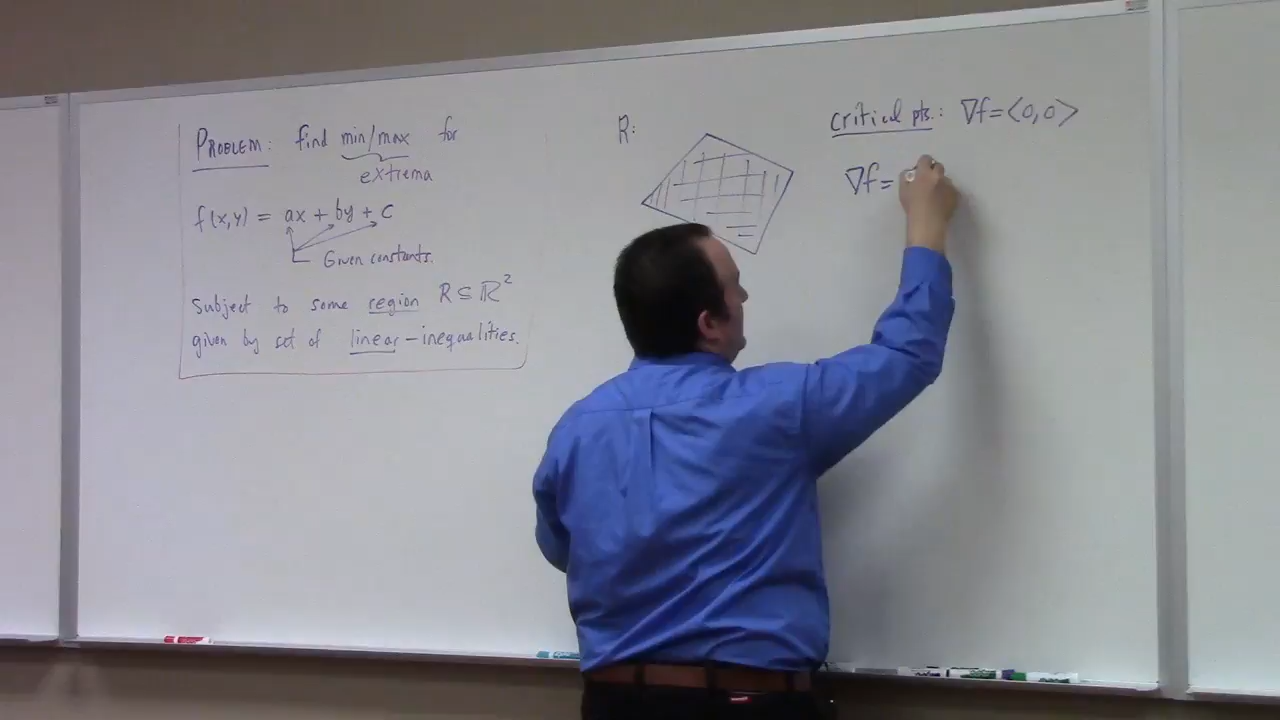 PROBLEM: find min/max for
extrema
f(x,y) = ax + by + c
Given constants.
Subject to some region R ⊆ ℝ²
given by set of linear-inequalities.
R:
critical pts.: ∇f = ⟨0,0⟩
∇f =